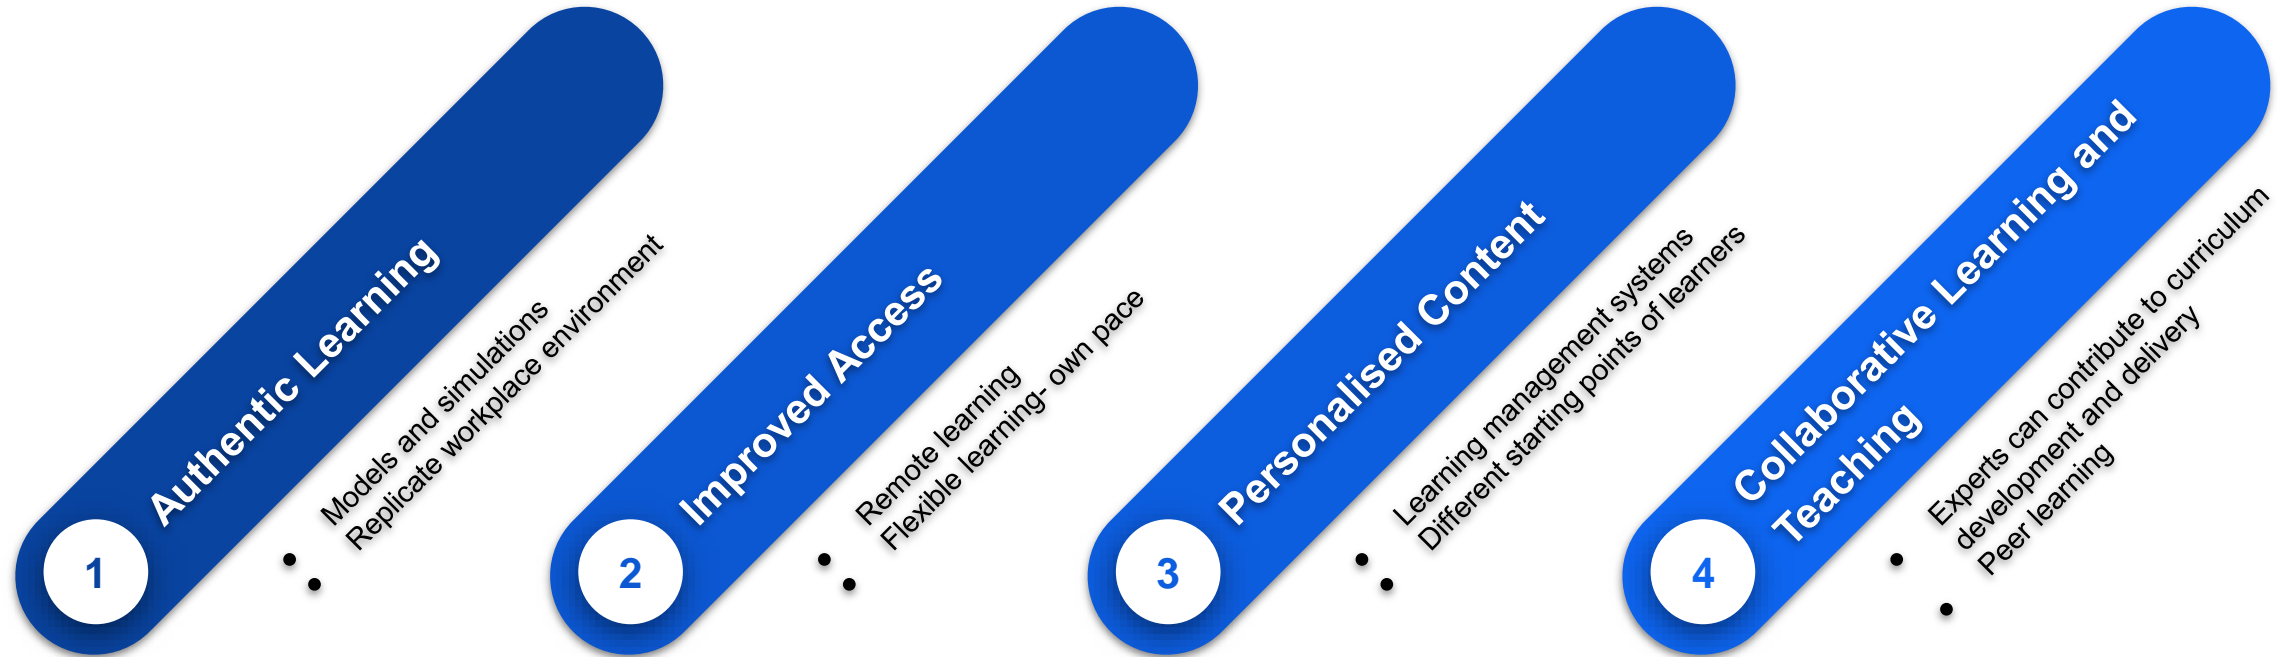 1
Authentic Learning
• Models and simulations
• Replicate workplace environment
2
Improved Access
• Remote learning
• Flexible learning- own pace
3
Personalised Content
• Learning management systems
• Different starting points of learners
4
Collaborative Learning and
Teaching
• Experts can contribute to curriculum
development and delivery
• Peer learning